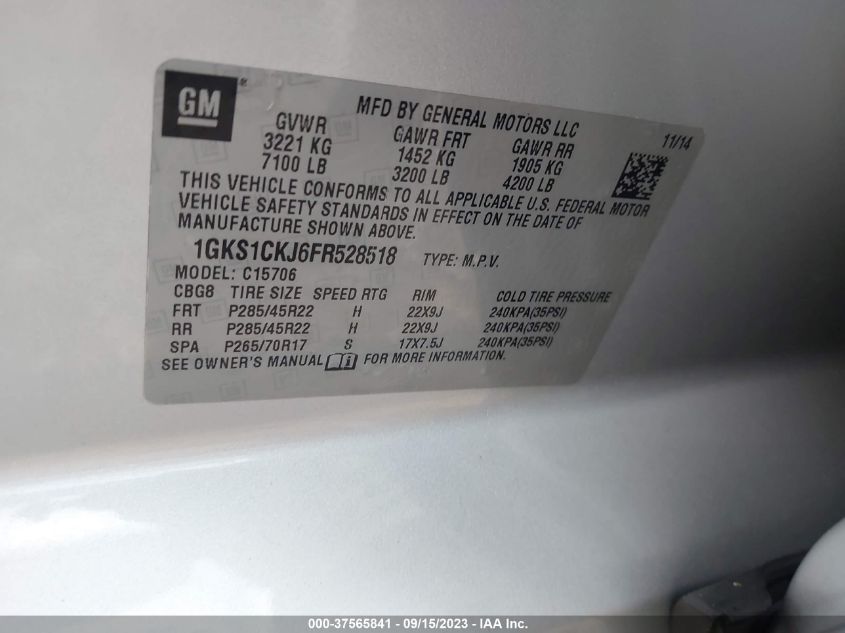 GM ®
MFD BY GENERAL MOTORS LLC
GVWR GAWR FRT GAWR RR 11/14
3221 KG 1452 KG 1905 KG
7100 LB 3200 LB 4200 LB
THIS VEHICLE CONFORMS TO ALL APPLICABLE U.S. FEDERAL MOTOR
VEHICLE SAFETY STANDARDS IN EFFECT ON THE DATE OF
MANUFACTURE SHOWN ABOVE.
1GKS1CKJ6FR528518 TYPE: M.P.V.
MODEL: C15706
CBG8 TIRE SIZE SPEED RTG RIM COLD TIRE PRESSURE
FRT P285/45R22 H 22X9J 240KPA(35PSI)
RR P285/45R22 H 22X9J 240KPA(35PSI)
SPA P265/70R17 S 17X7.5J 240KPA(35PSI)
SEE OWNER'S MANUAL FOR MORE INFORMATION.
000-37565841 - 09/15/2023 - IAA Inc.